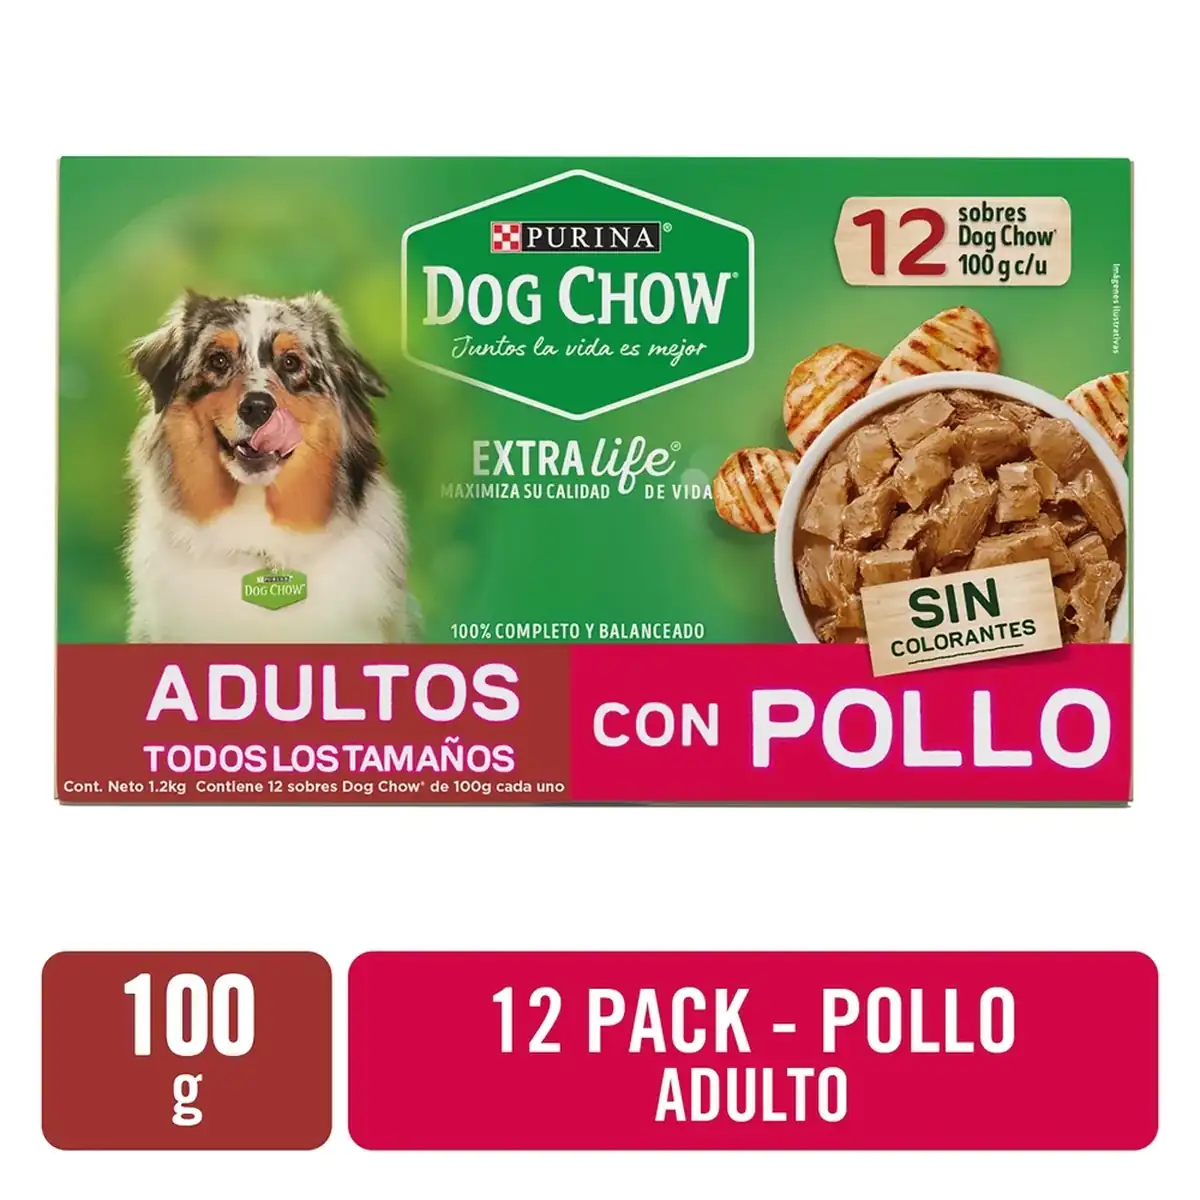 PURINA®
DOG CHOW®
Juntos la vida es mejor
12 sobres
Dog Chow®
100 g c/u
Imágenes ilustrativas
EXTRA life®
MAXIMIZA SU CALIDAD DE VIDA
PURINA
DOG CHOW
SIN
COLORANTES
100% COMPLETO Y BALANCEADO
ADULTOS
TODOS LOS TAMAÑOS
CON POLLO
Cont. Neto 1.2kg Contiene 12 sobres Dog Chow® de 100g cada uno
100
g
12 PACK - POLLO
ADULTO